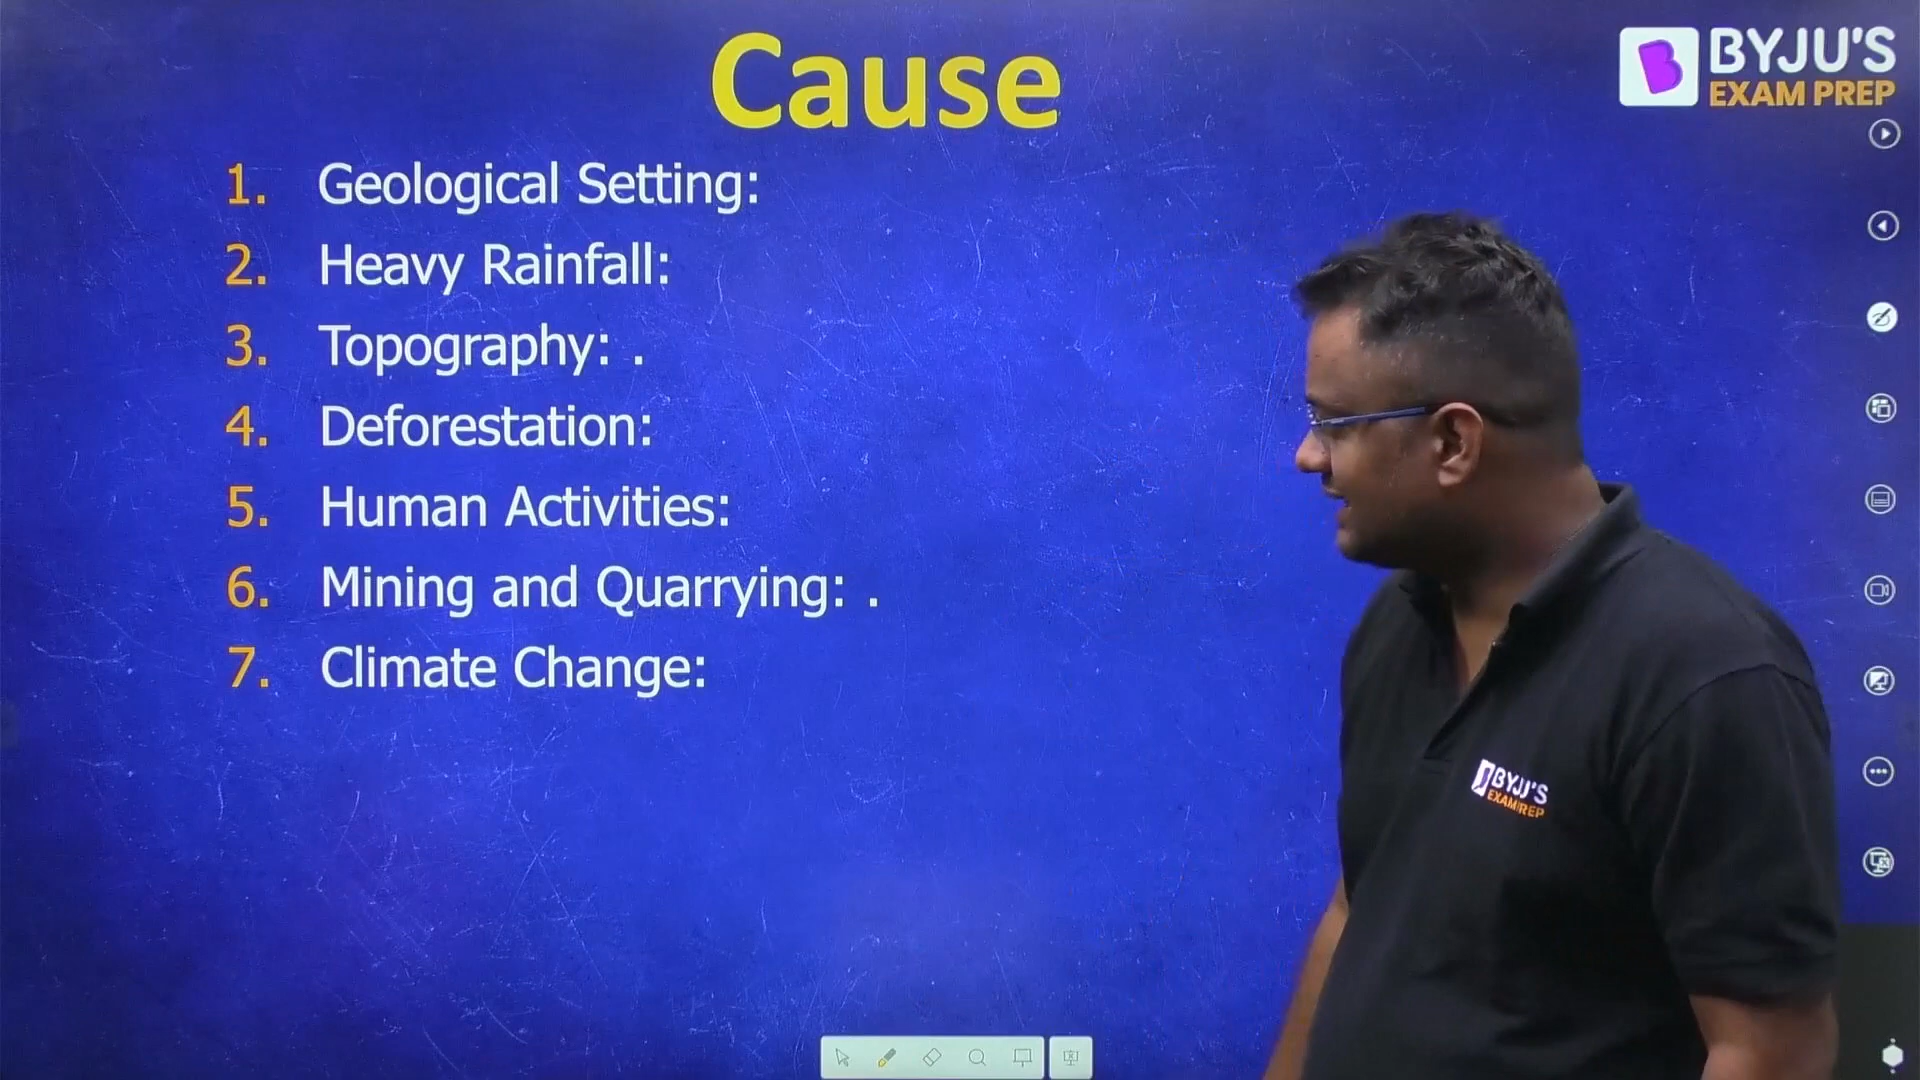 Cause
BYJU'S
EXAM PREP
1. Geological Setting:
2. Heavy Rainfall:
3. Topography: .
4. Deforestation:
5. Human Activities:
6. Mining and Quarrying: .
7. Climate Change:
BYJU'S
EXAM PREP